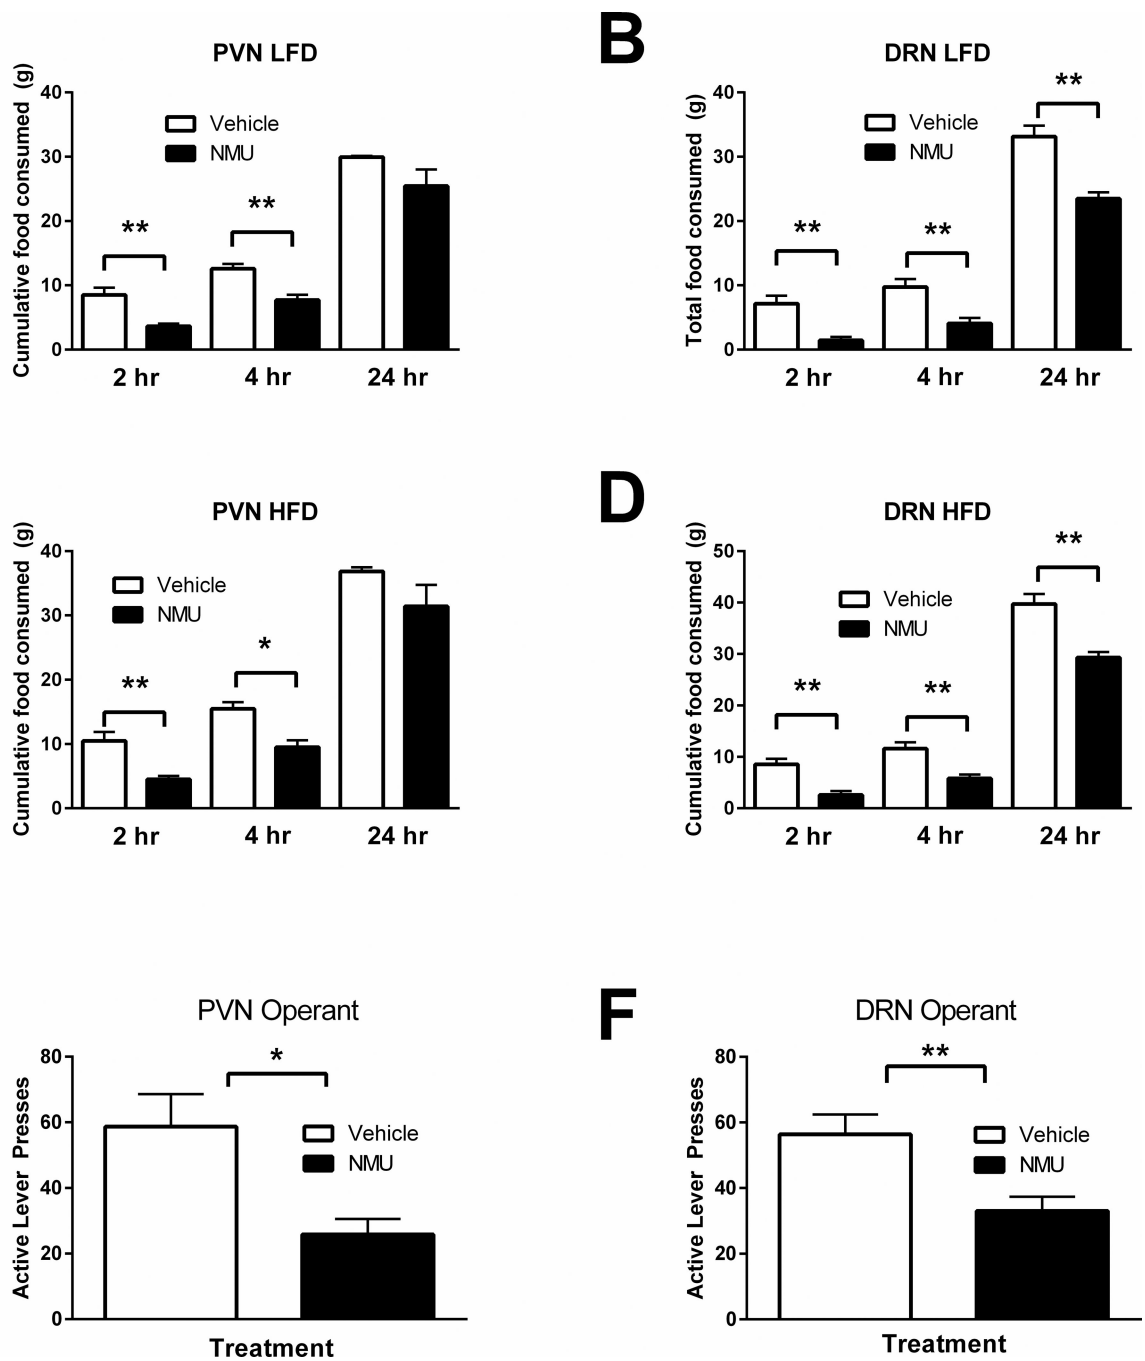 PVN LFD
Cumulative food consumed (g)
40
30
20
10
0
Vehicle
NMU
**
**
2 hr
4 hr
24 hr
B
DRN LFD
Total food consumed (g)
40
30
20
10
0
Vehicle
NMU
**
**
**
2 hr
4 hr
24 hr
PVN HFD
Cumulative food consumed (g)
40
30
20
10
0
Vehicle
NMU
**
*
2 hr
4 hr
24 hr
D
DRN HFD
Cumulative food consumed (g)
50
40
30
20
10
0
Vehicle
NMU
**
**
**
2 hr
4 hr
24 hr
PVN Operant
Active Lever Presses
80
60
40
20
0
*
Vehicle
NMU
Treatment
F
DRN Operant
Active Lever Presses
80
60
40
20
0
**
Vehicle
NMU
Treatment